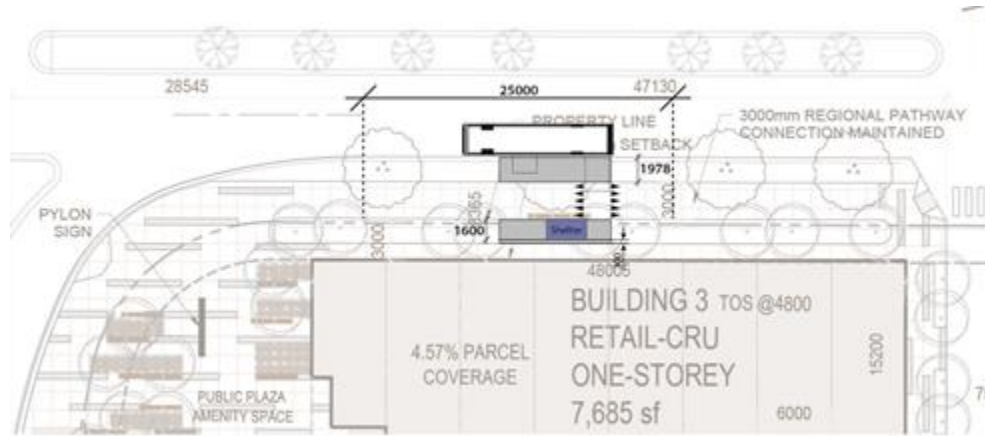 28545
25000
47130
PROPERTY LINE
SETBACK
3000mm REGIONAL PATHWAY
CONNECTION MAINTAINED
1978
3000
3000
1600
Shelter
PYLON
SIGN
48005
BUILDING 3 TOS @4800
RETAIL-CRU
ONE-STOREY
7,685 sf
4.57% PARCEL
COVERAGE
15200
6000
PUBLIC PLAZA
AMENITY SPACE